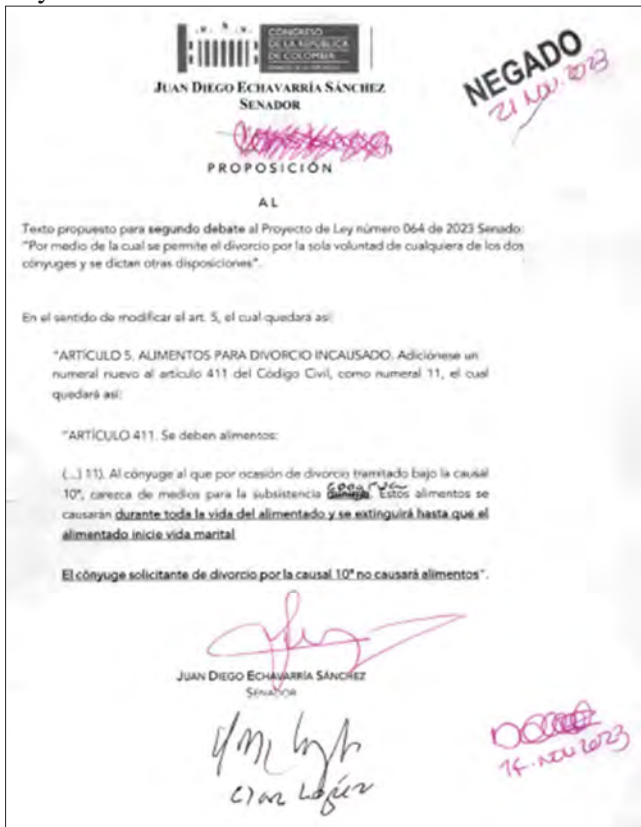 CONGRESO
DE LA REPÚBLICA
DE COLOMBIA
JUAN DIEGO ECHAVARRÍA SÁNCHEZ
SENADOR
NEGADO
21 NOV. 2023
PROPOSICIÓN
AL
Texto propuesto para segundo debate al Proyecto de Ley número 064 de 2023 Senado:
"Por medio de la cual se permite el divorcio por la sola voluntad de cualquiera de los dos
cónyuges y se dictan otras disposiciones".
En el sentido de modificar el art. 5, el cual quedara así:
"ARTÍCULO 5. ALIMENTOS PARA DIVORCIO INCAUSADO. Adiciónese un
numeral nuevo al artículo 411 del Código Civil, como numeral 11, el cual
quedará así:
"ARTÍCULO 411. Se deben alimentos:
(...) 11). Al cónyuge al que por ocasión de divorcio tramitado bajo la causal
10ª, carezca de medios para la subsistencia congrua. Estos alimentos se
causarán durante toda la vida del alimentado y se extinguirá hasta que el
alimentado inicie vida marital
El cónyuge solicitante de divorcio por la causal 10ª no causará alimentos".
JUAN DIEGO ECHAVARRÍA SÁNCHEZ
SENADOR
14-NOV 2023